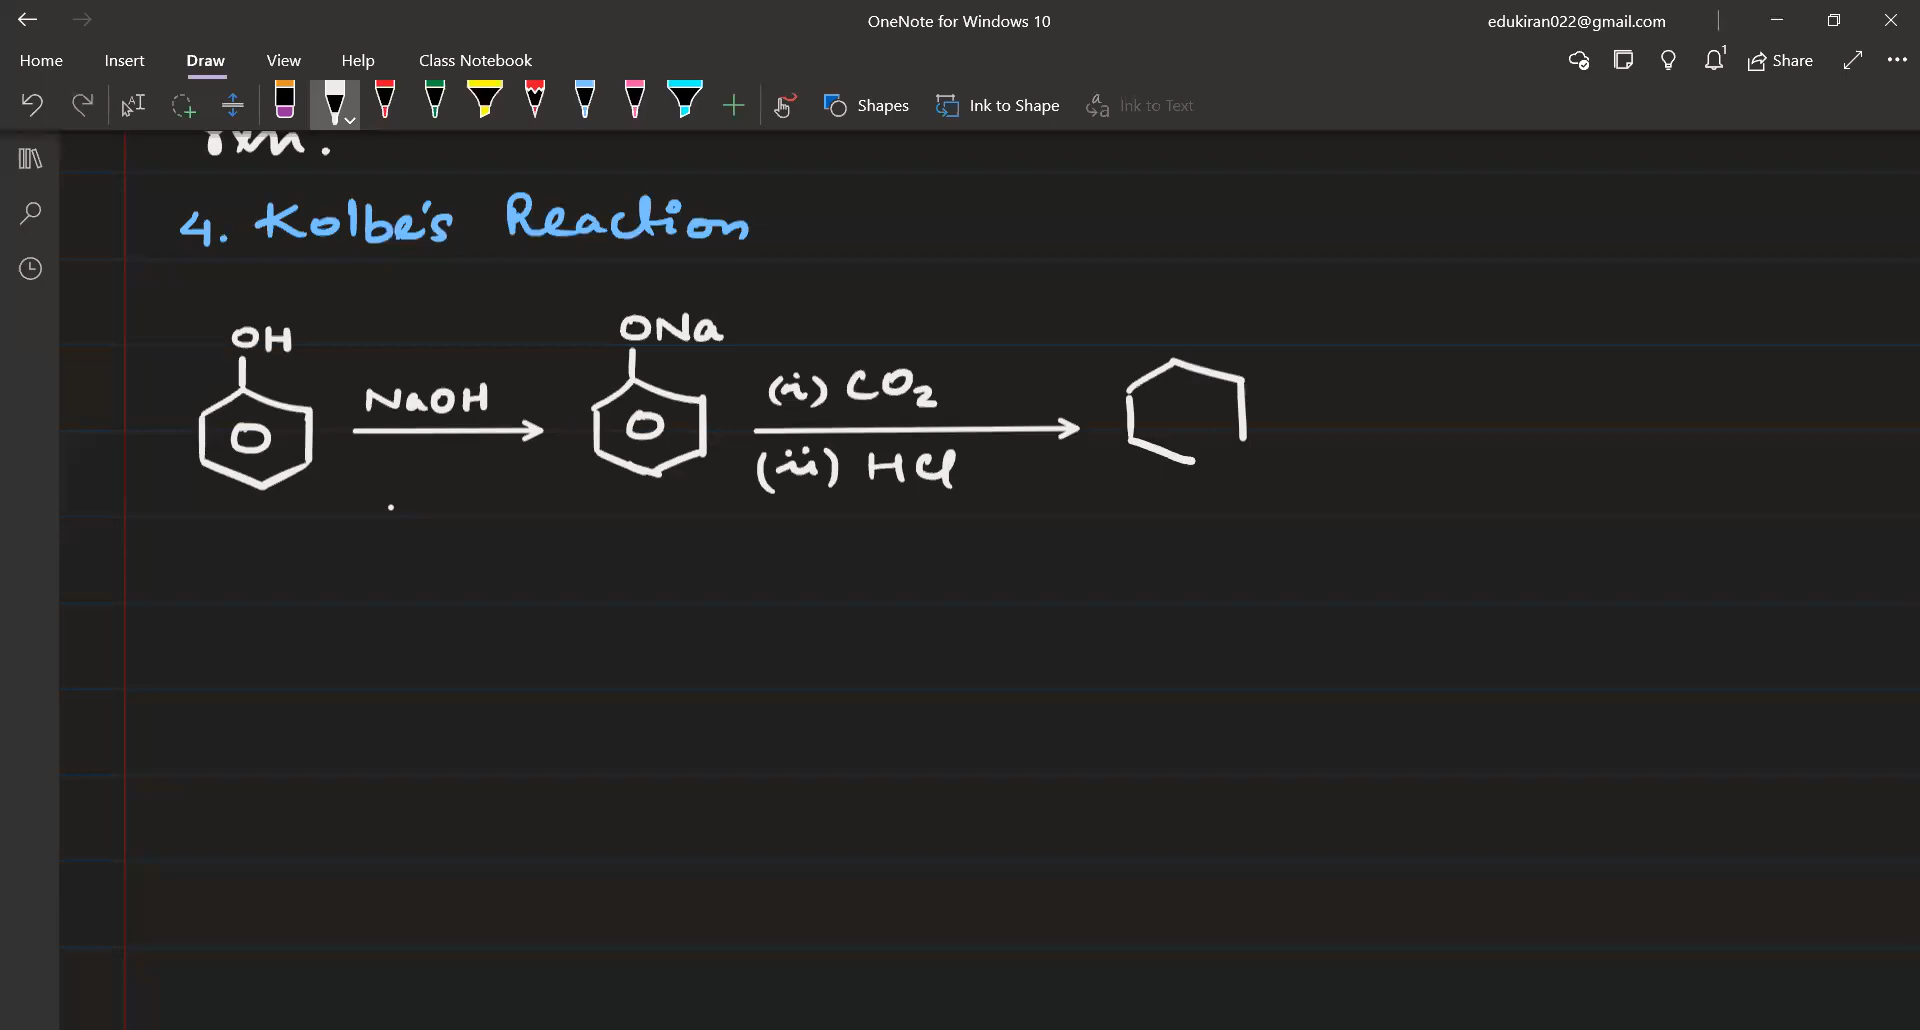 OneNote for Windows 10
edukiran022@gmail.com
Home Insert Draw View Help Class Notebook
1
Share
Shapes Ink to Shape Ink to Text
4. Kolbe's Reaction
OH
ONa
NaOH
(i) CO₂
(ii) HCl